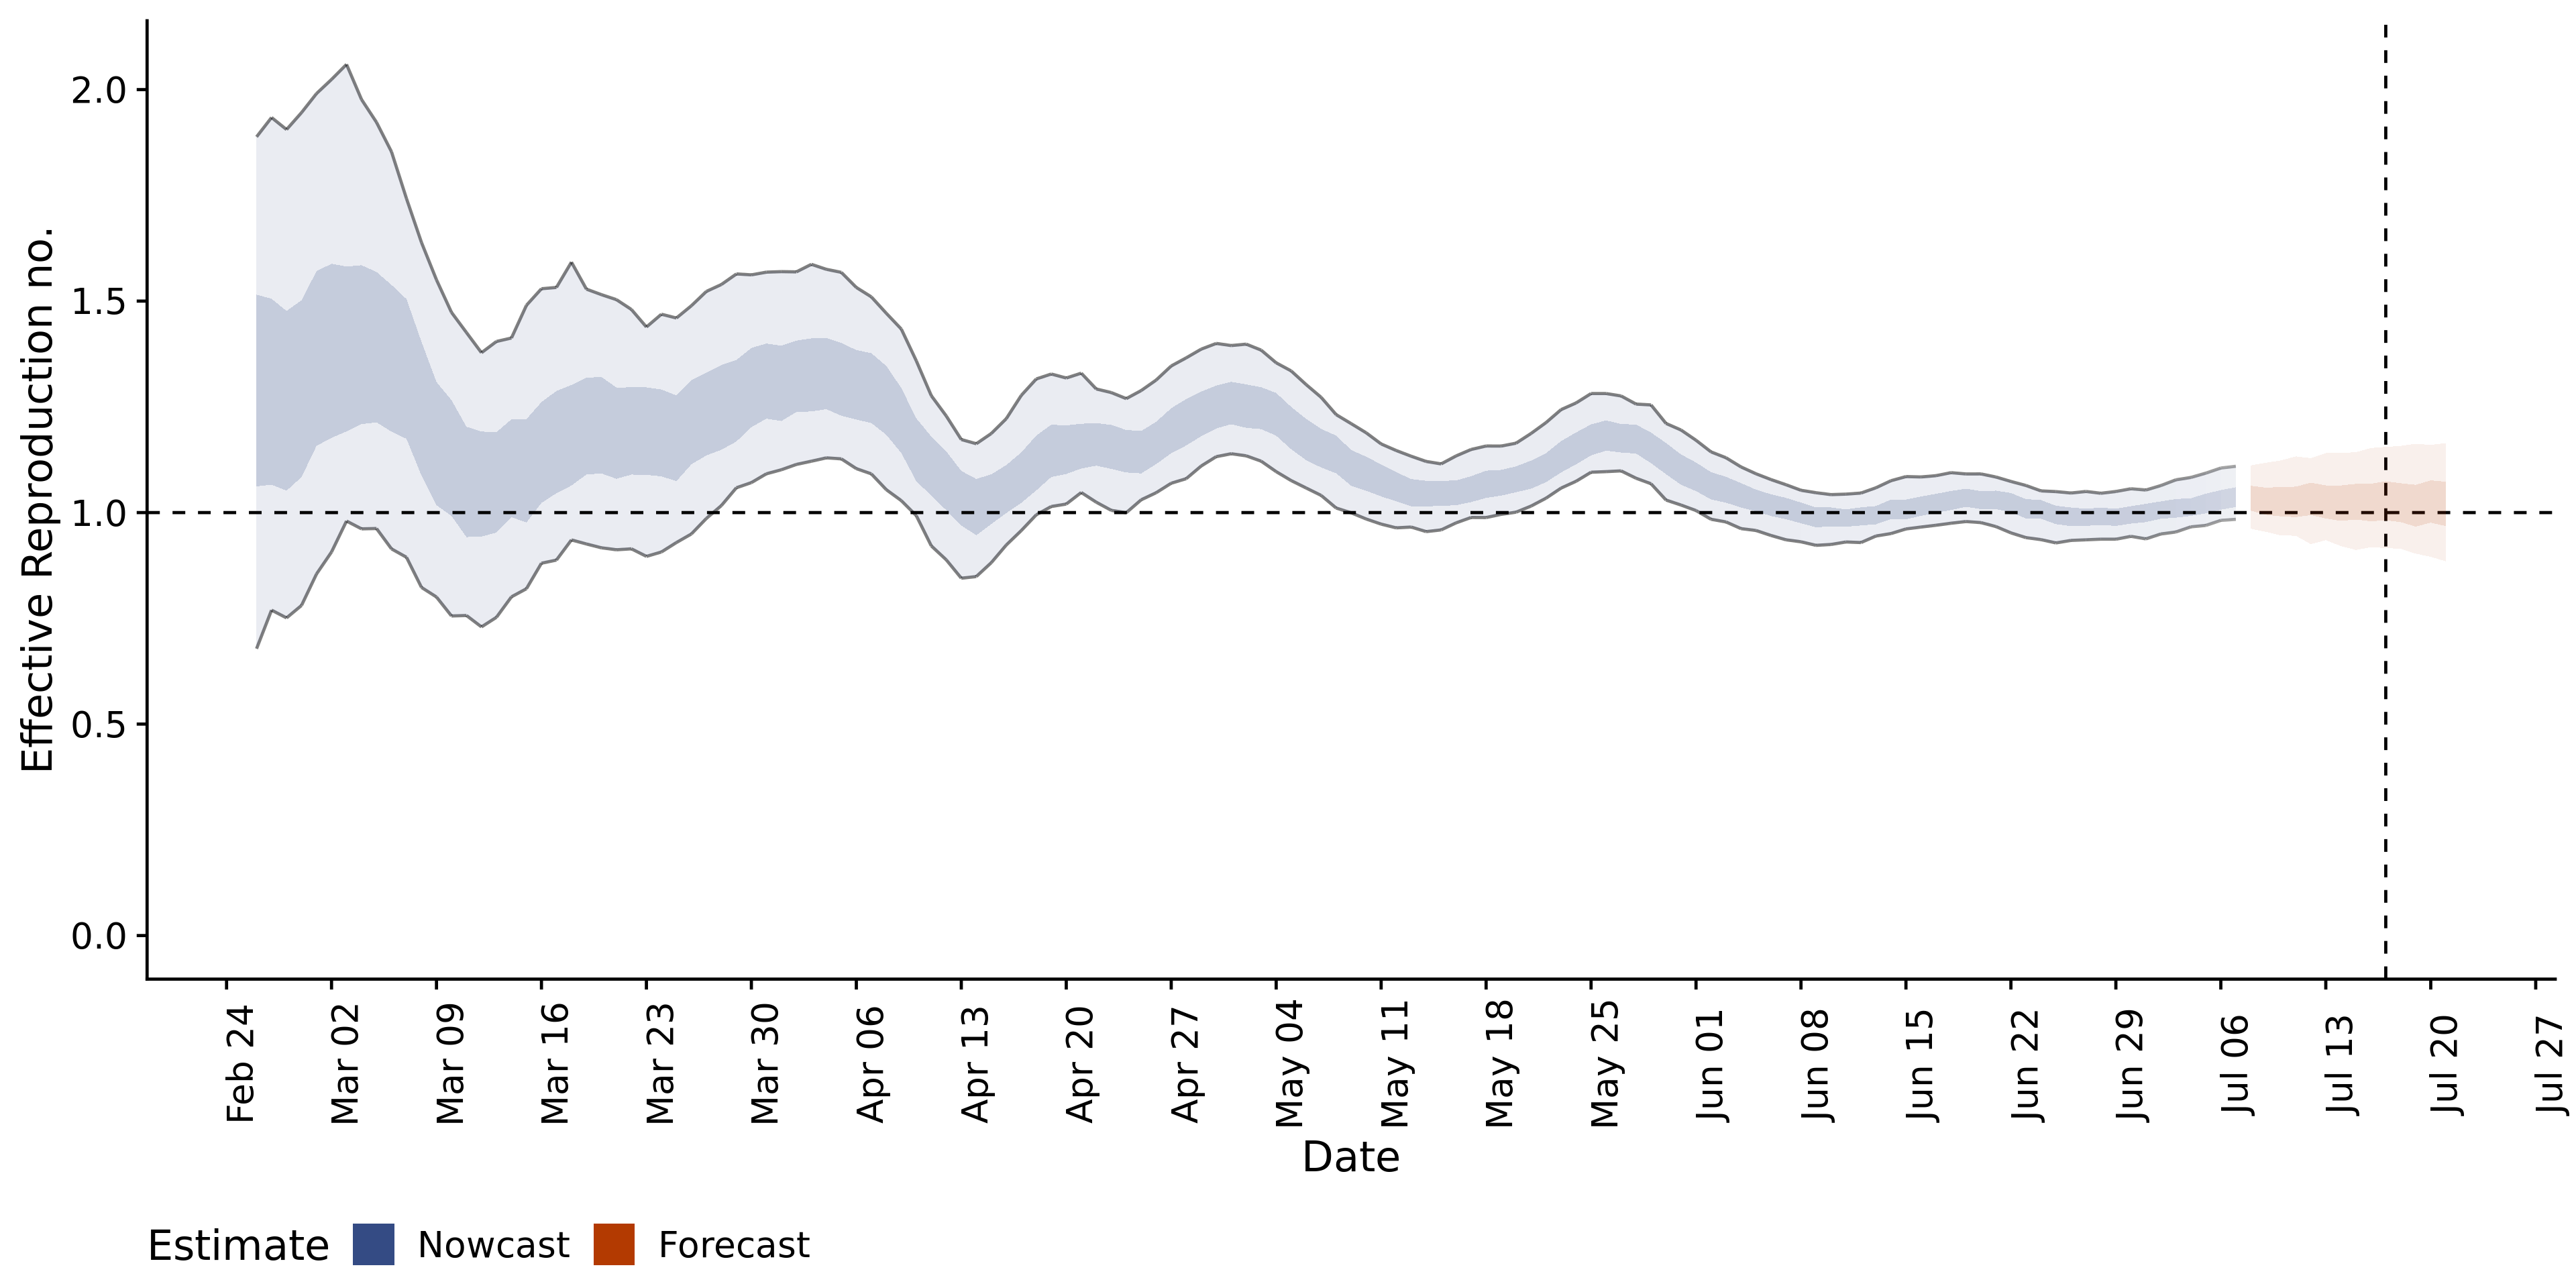 Effective Reproduction no.
2.0
1.5
1.0
0.5
0.0
Feb 24
Mar 02
Mar 09
Mar 16
Mar 23
Mar 30
Apr 06
Apr 13
Apr 20
Apr 27
May 04
May 11
May 18
May 25
Jun 01
Jun 08
Jun 15
Jun 22
Jun 29
Jul 06
Jul 13
Jul 20
Jul 27
Date
Estimate Nowcast Forecast